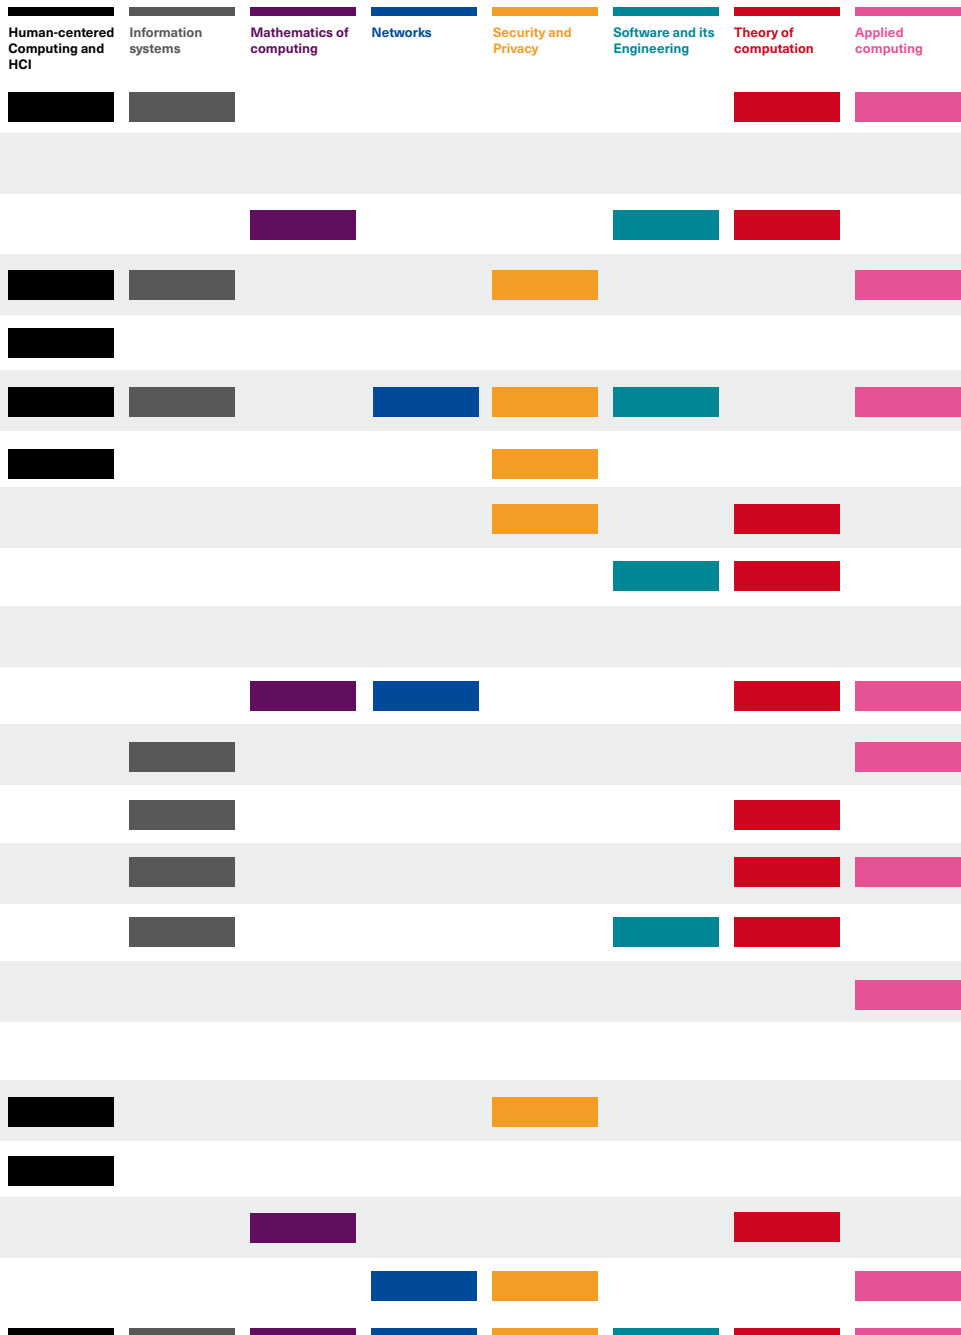 Human-centered
Computing and
HCI
Information
systems
Mathematics of
computing
Networks
Security and
Privacy
Software and its
Engineering
Theory of
computation
Applied
computing